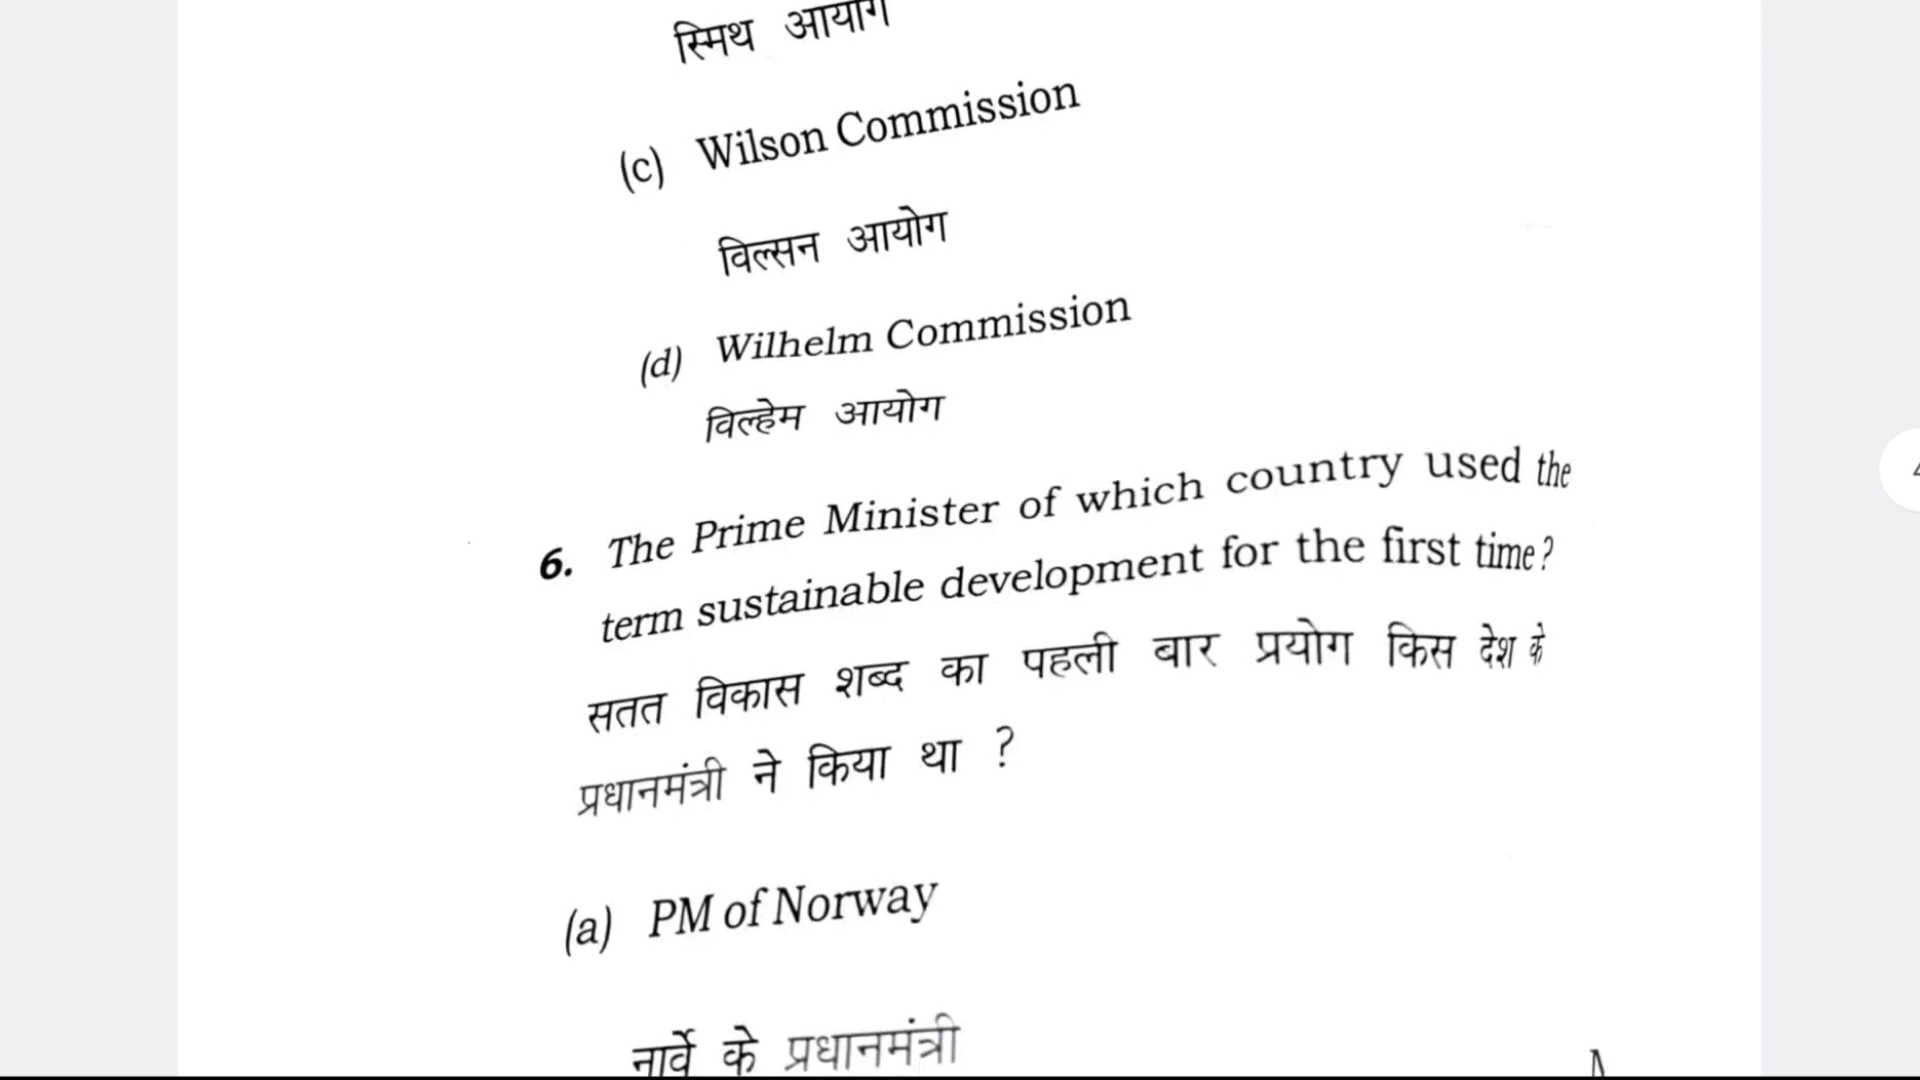 स्मिथ आयोग
(c) Wilson Commission
विल्सन आयोग
(d) Wilhelm Commission
विल्हेम आयोग
6. The Prime Minister of which country used the
term sustainable development for the first time?
सतत विकास शब्द का पहली बार प्रयोग किस देश के
प्रधानमंत्री ने किया था ?
(a) PM of Norway
नार्वे के प्रधानमंत्री